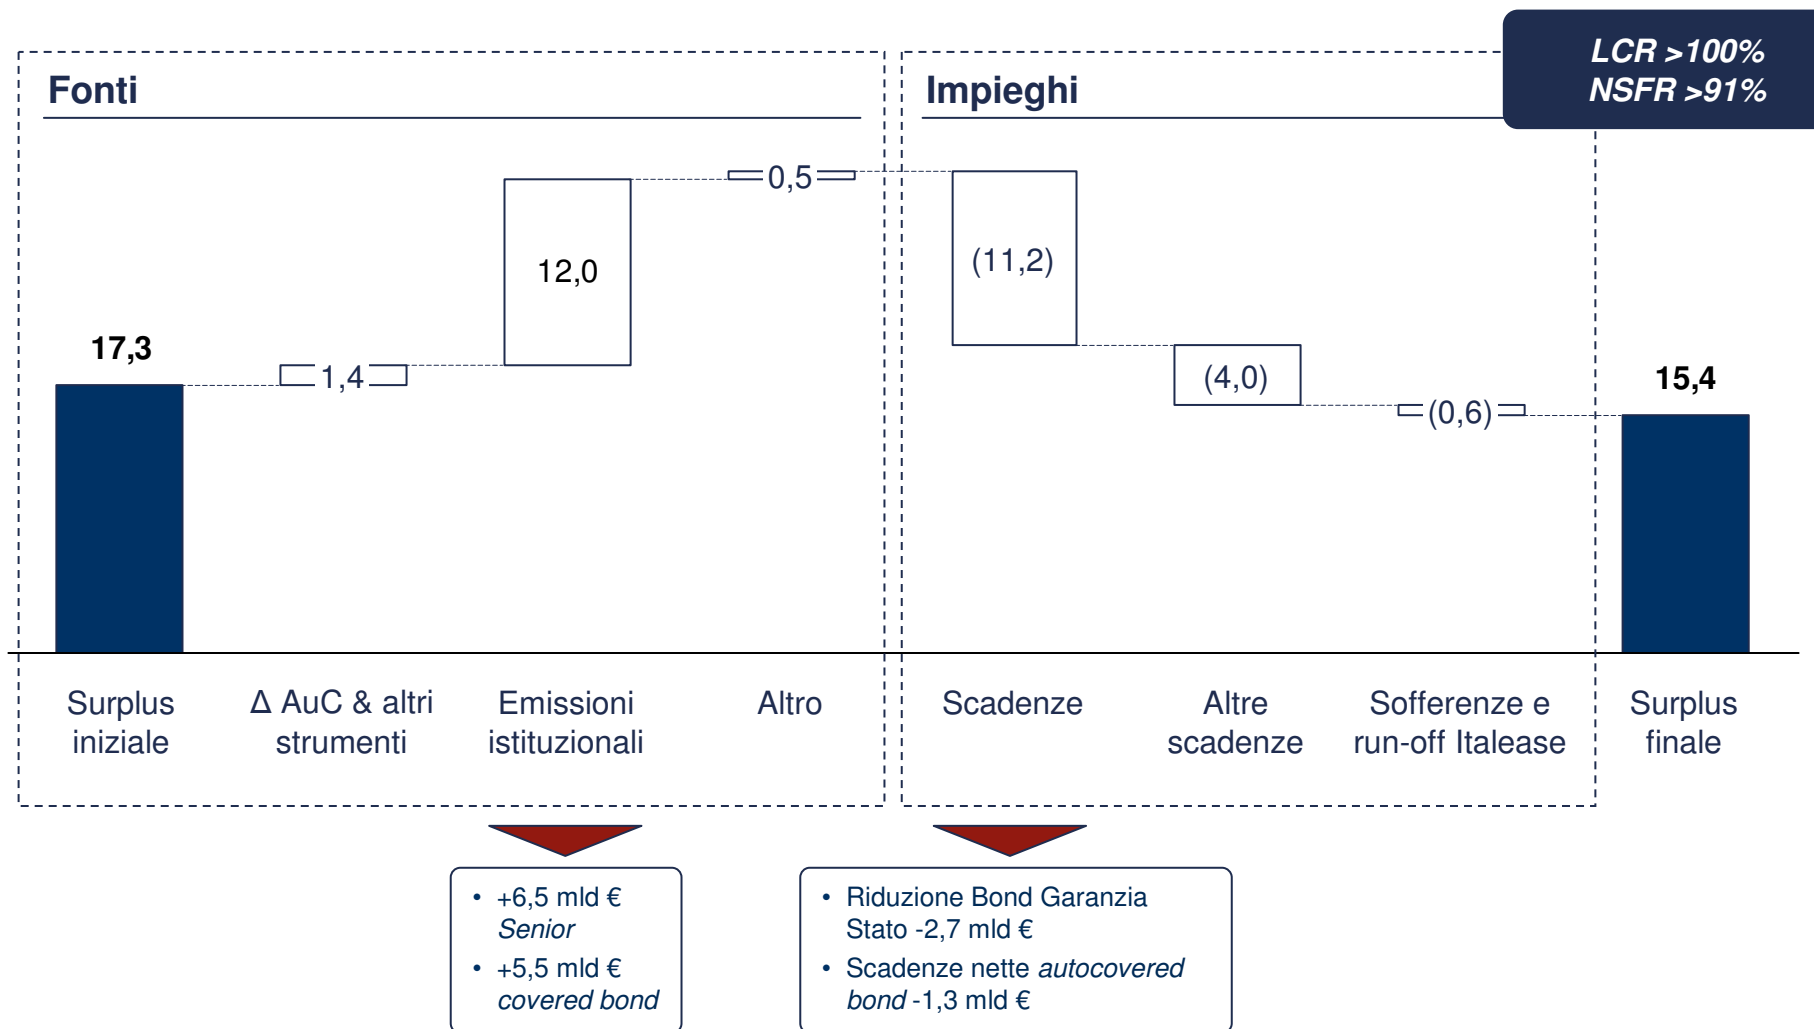 LCR >100%
NSFR >91%
Fonti
Impieghi
17,3
1,4
12,0
0,5
(11,2)
(4,0)
(0,6)
15,4
Surplus
iniziale
Δ AuC & altri
strumenti
Emissioni
istituzionali
Altro
Scadenze
Altre
scadenze
Sofferenze e
run-off Italease
Surplus
finale
• +6,5 mld €
Senior
• +5,5 mld €
covered bond
• Riduzione Bond Garanzia
Stato -2,7 mld €
• Scadenze nette autocovered
bond -1,3 mld €